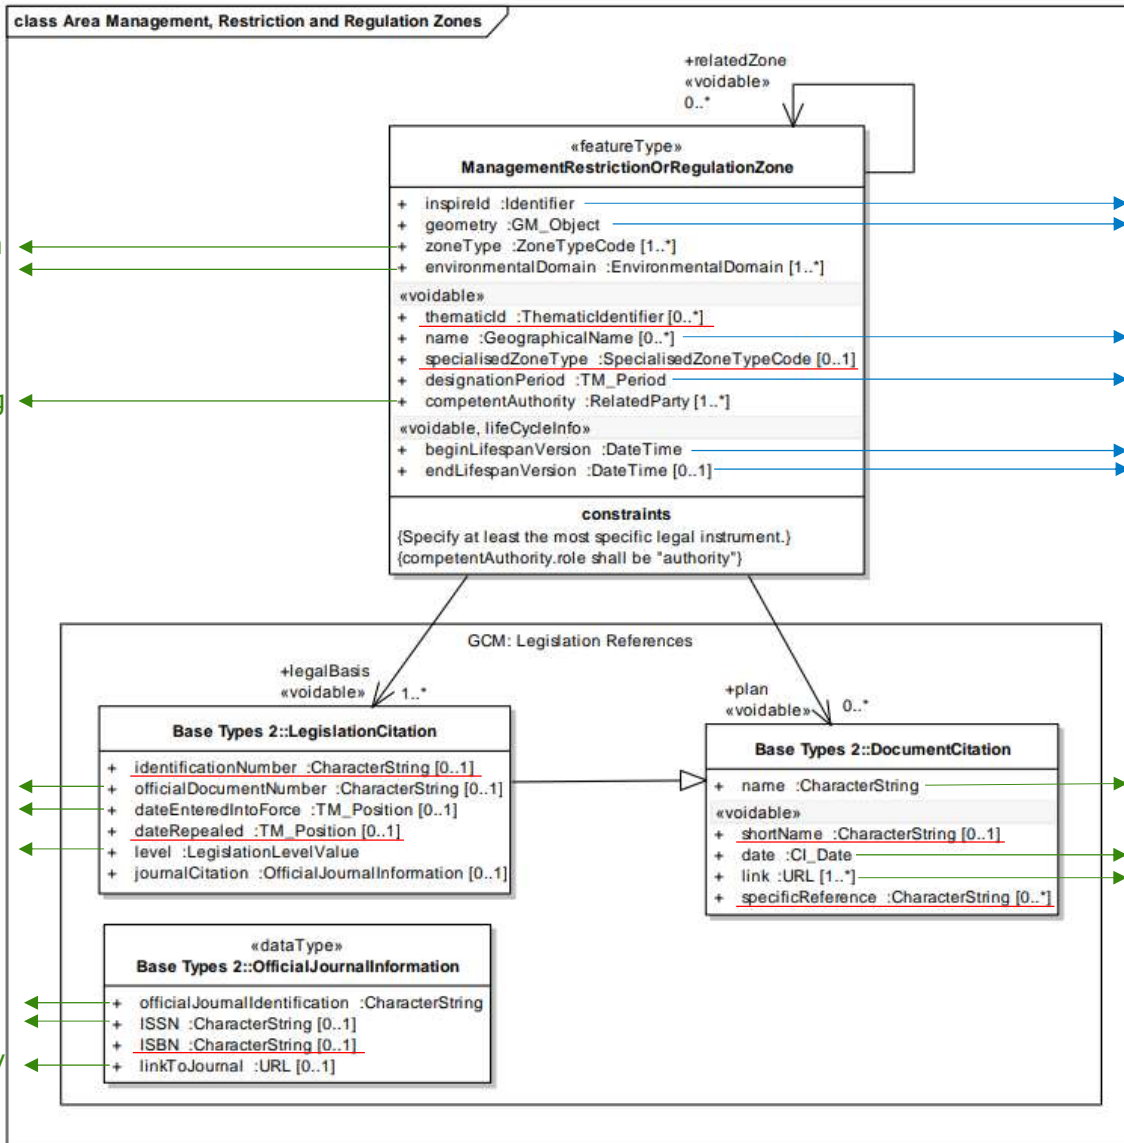 class Area Management, Restriction and Regulation Zones
+relatedZone
«voidable»
0..*
«featureType»
ManagementRestrictionOrRegulationZone
+ inspireId :Identifier
+ geometry :GM_Object
+ zoneType :ZoneTypeCode [1..*]
+ environmentalDomain :EnvironmentalDomain [1..*]
«voidable»
+ thematicId :ThematicIdentifier [0..*]
+ name :GeographicalName [0..*]
+ specialisedZoneType :SpecialisedZoneTypeCode [0..1]
+ designationPeriod :TM_Period
+ competentAuthority :RelatedParty [1..*]
«voidable, lifeCycleInfo»
+ beginLifespanVersion :DateTime
+ endLifespanVersion :DateTime [0..1]
constraints
{Specify at least the most specific legal instrument.}
{competentAuthority.role shall be "authority"}
GCM: Legislation References
+legalBasis
«voidable» 1..*
+plan
«voidable» 0..*
Base Types 2::LegislationCitation
+ identificationNumber :CharacterString [0..1]
+ officialDocumentNumber :CharacterString [0..1]
+ dateEnteredIntoForce :TM_Position [0..1]
+ dateRepealed :TM_Position [0..1]
+ level :LegislationLevelValue
+ journalCitation :OfficialJournalInformation [0..1]
Base Types 2::DocumentCitation
+ name :CharacterString
«voidable»
+ shortName :CharacterString [0..1]
+ date :CI_Date
+ link :URL [1..*]
+ specificReference :CharacterString [0..*]
«dataType»
Base Types 2::OfficialJournalInformation
+ officialJournalIdentification :CharacterString
+ ISSN :CharacterString [0..1]
+ ISBN :CharacterString [0..1]
+ linkToJournal :URL [0..1]